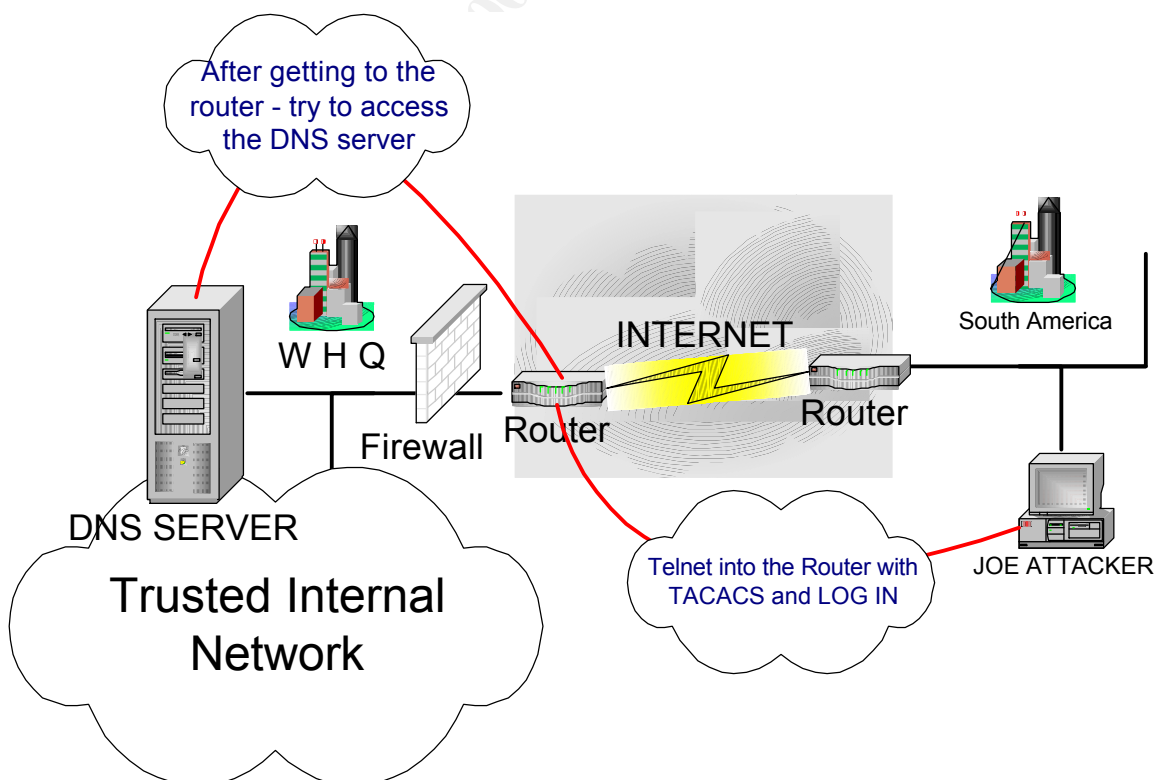 After getting to the
router - try to access
the DNS server
South America
INTERNET
W H Q
Router
Router
Firewall
DNS SERVER
JOE ATTACKER
Telnet into the Router with
TACACS and LOG IN
Trusted Internal
Network